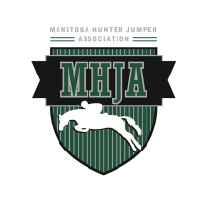 MANITOBA HUNTER JUMPER
ASSOCIATION
MHJA